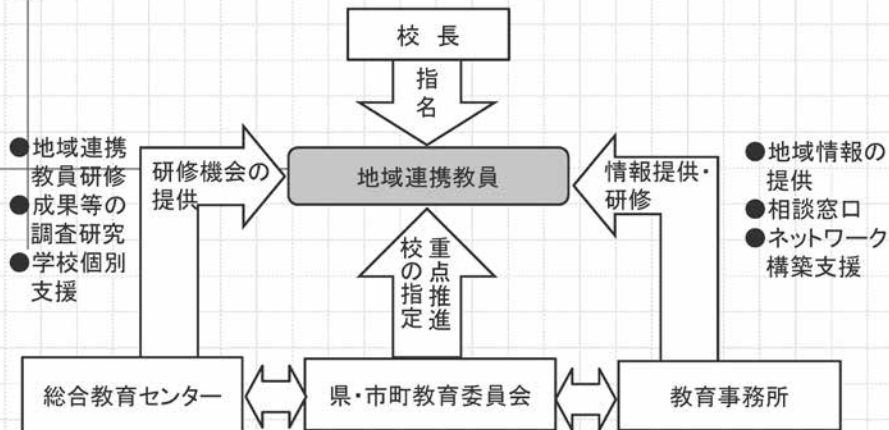 校 長
指名
●地域連携
教員研修
●成果等の
調査研究
●学校個別
支援
研修機会の
提供
地域連携教員
情報提供・
研修
●地域情報の
提供
●相談窓口
●ネットワーク
構築支援
重点推進
校の指定
総合教育センター
県・市町教育委員会
教育事務所